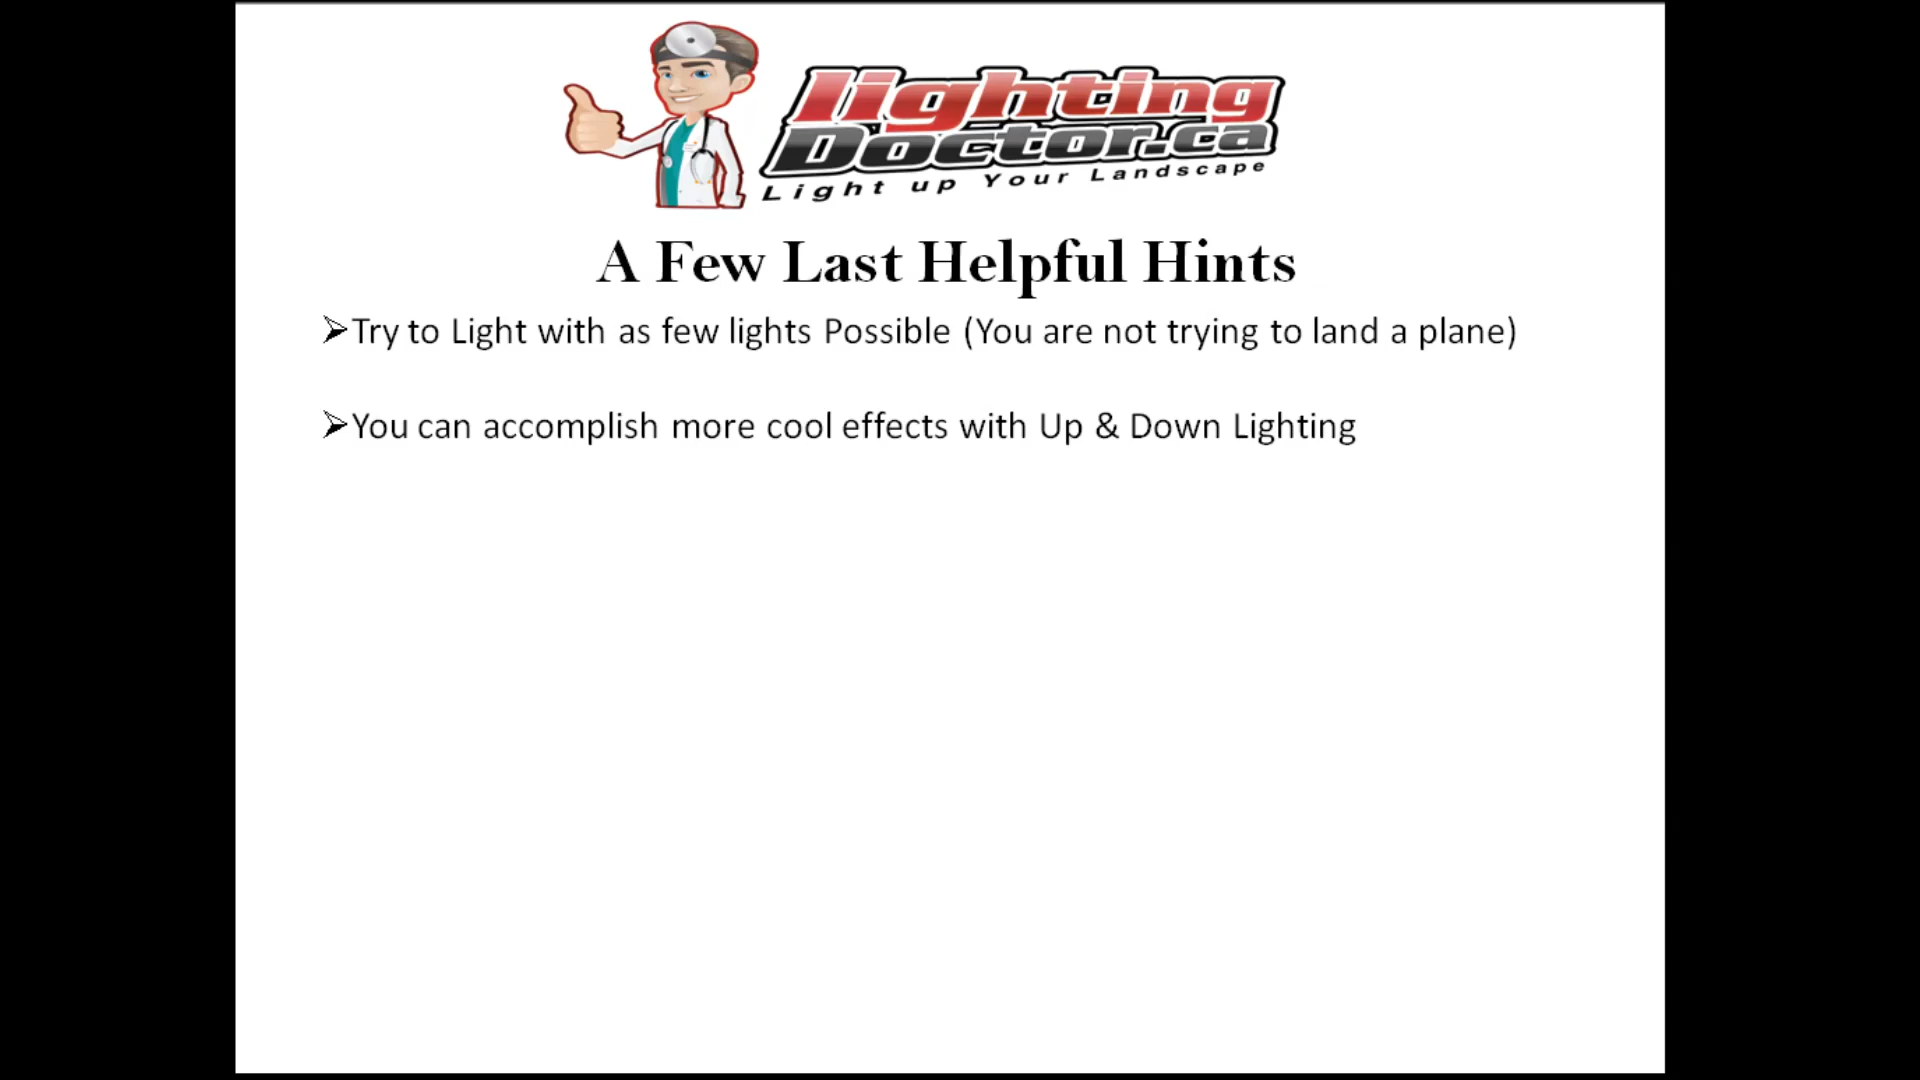 lighting
Doctor.ca
Light up Your Landscape
A Few Last Helpful Hints
➢Try to Light with as few lights Possible (You are not trying to land a plane)
➢You can accomplish more cool effects with Up & Down Lighting